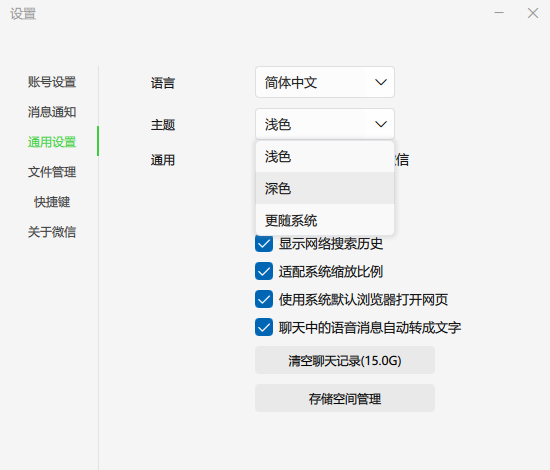 设置
账号设置
消息通知
通用设置
文件管理
快捷键
关于微信
语言
简体中文
主题
浅色
浅色
深色
更随系统
通用
信
显示网络搜索历史
适配系统缩放比例
使用系统默认浏览器打开网页
聊天中的语音消息自动转成文字
清空聊天记录(15.0G)
存储空间管理